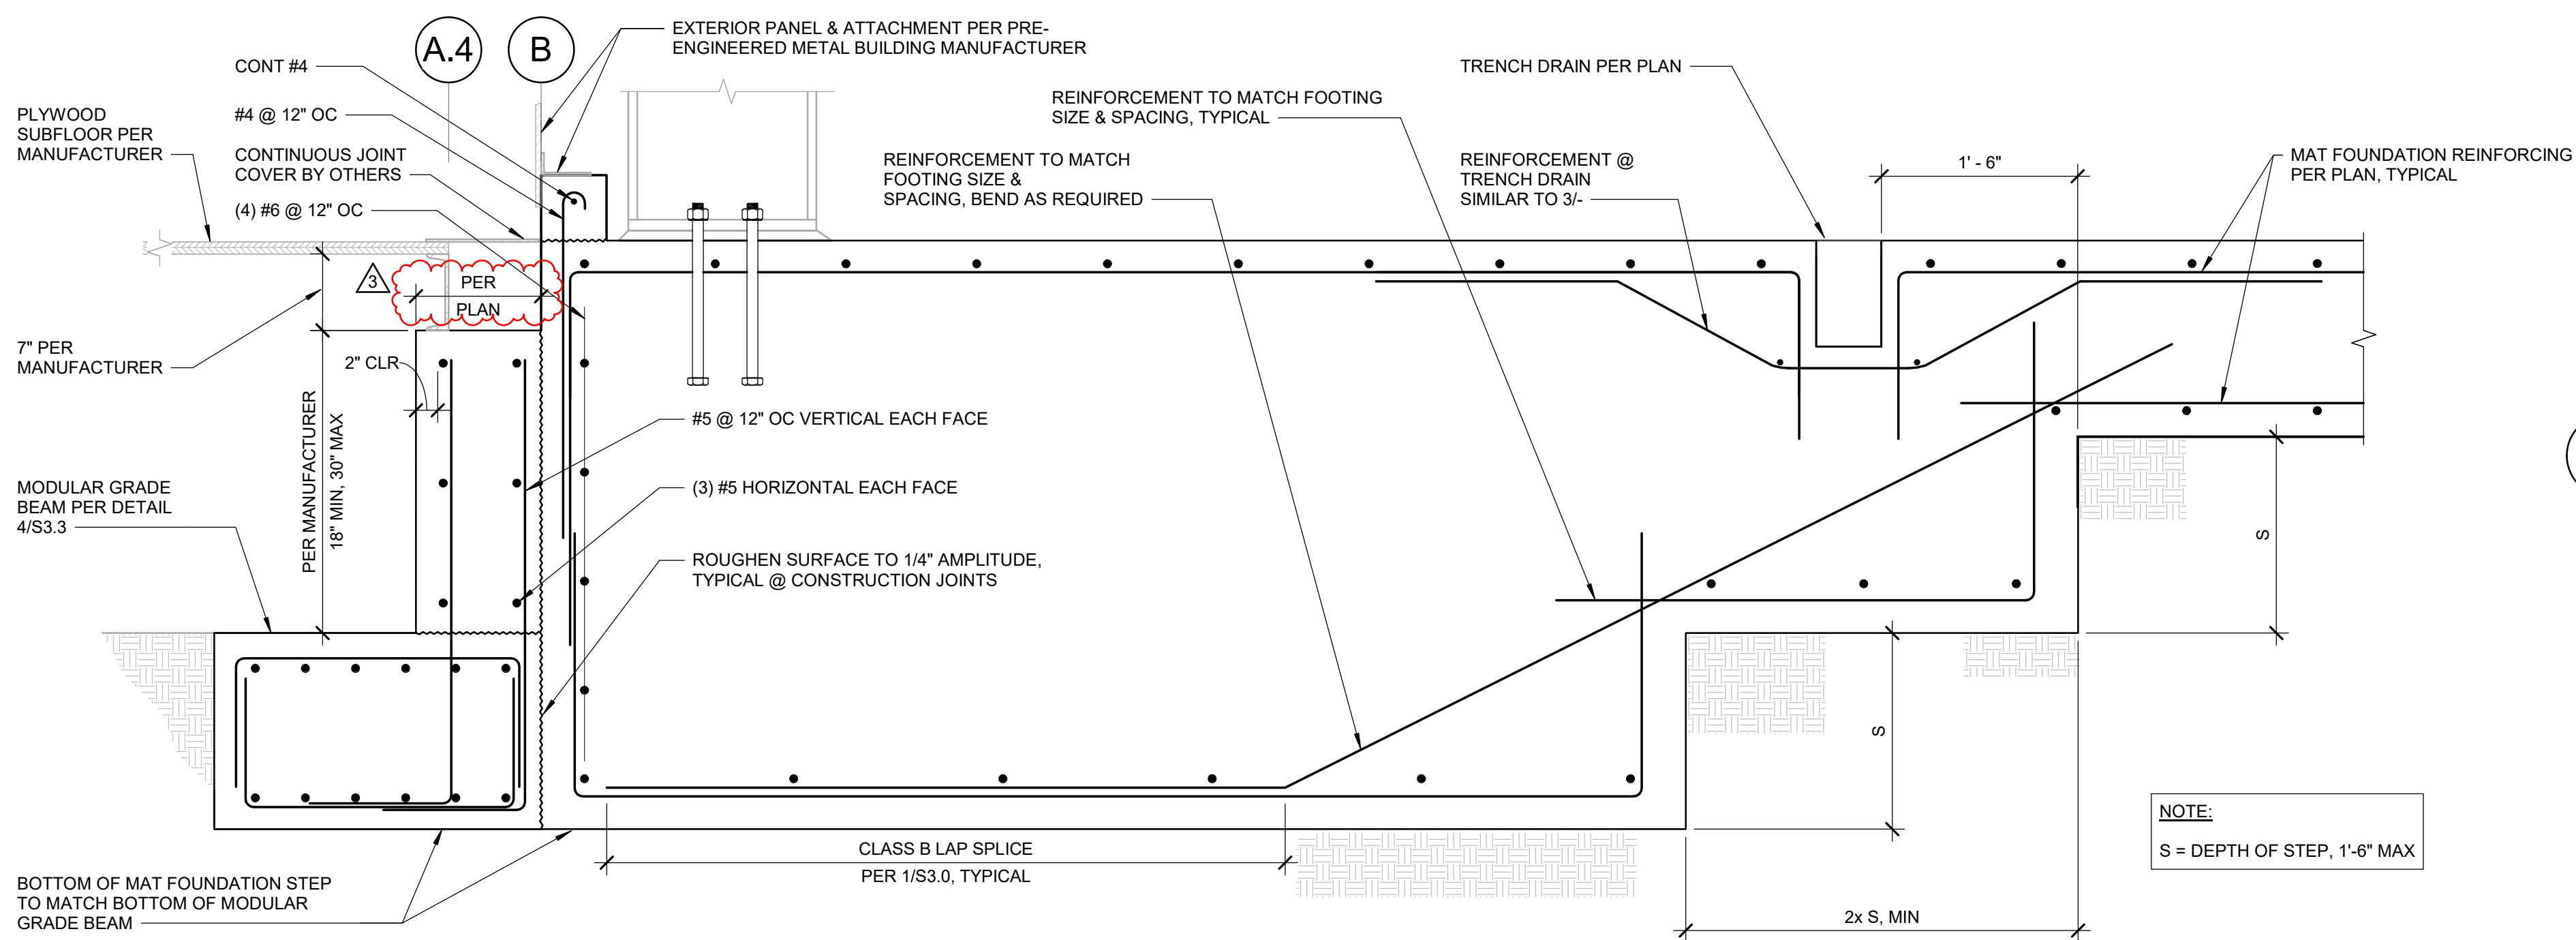 A.4
B
EXTERIOR PANEL & ATTACHMENT PER PRE-
ENGINEERED METAL BUILDING MANUFACTURER
CONT #4
#4 @ 12" OC
CONTINUOUS JOINT
COVER BY OTHERS
(4) #6 @ 12" OC
PLYWOOD
SUBFLOOR PER
MANUFACTURER
TRENCH DRAIN PER PLAN
REINFORCEMENT TO MATCH FOOTING
SIZE & SPACING, TYPICAL
REINFORCEMENT TO MATCH
FOOTING SIZE &
SPACING, BEND AS REQUIRED
REINFORCEMENT @
TRENCH DRAIN
SIMILAR TO 3/-
1' - 6"
MAT FOUNDATION REINFORCING
PER PLAN, TYPICAL
3
PER
PLAN
7" PER
MANUFACTURER
2" CLR
PER MANUFACTURER
18" MIN, 30" MAX
#5 @ 12" OC VERTICAL EACH FACE
(3) #5 HORIZONTAL EACH FACE
MODULAR GRADE
BEAM PER DETAIL
4/S3.3
ROUGHEN SURFACE TO 1/4" AMPLITUDE,
TYPICAL @ CONSTRUCTION JOINTS
S
S
NOTE:
S = DEPTH OF STEP, 1'-6" MAX
CLASS B LAP SPLICE
PER 1/S3.0, TYPICAL
BOTTOM OF MAT FOUNDATION STEP
TO MATCH BOTTOM OF MODULAR
GRADE BEAM
2x S, MIN